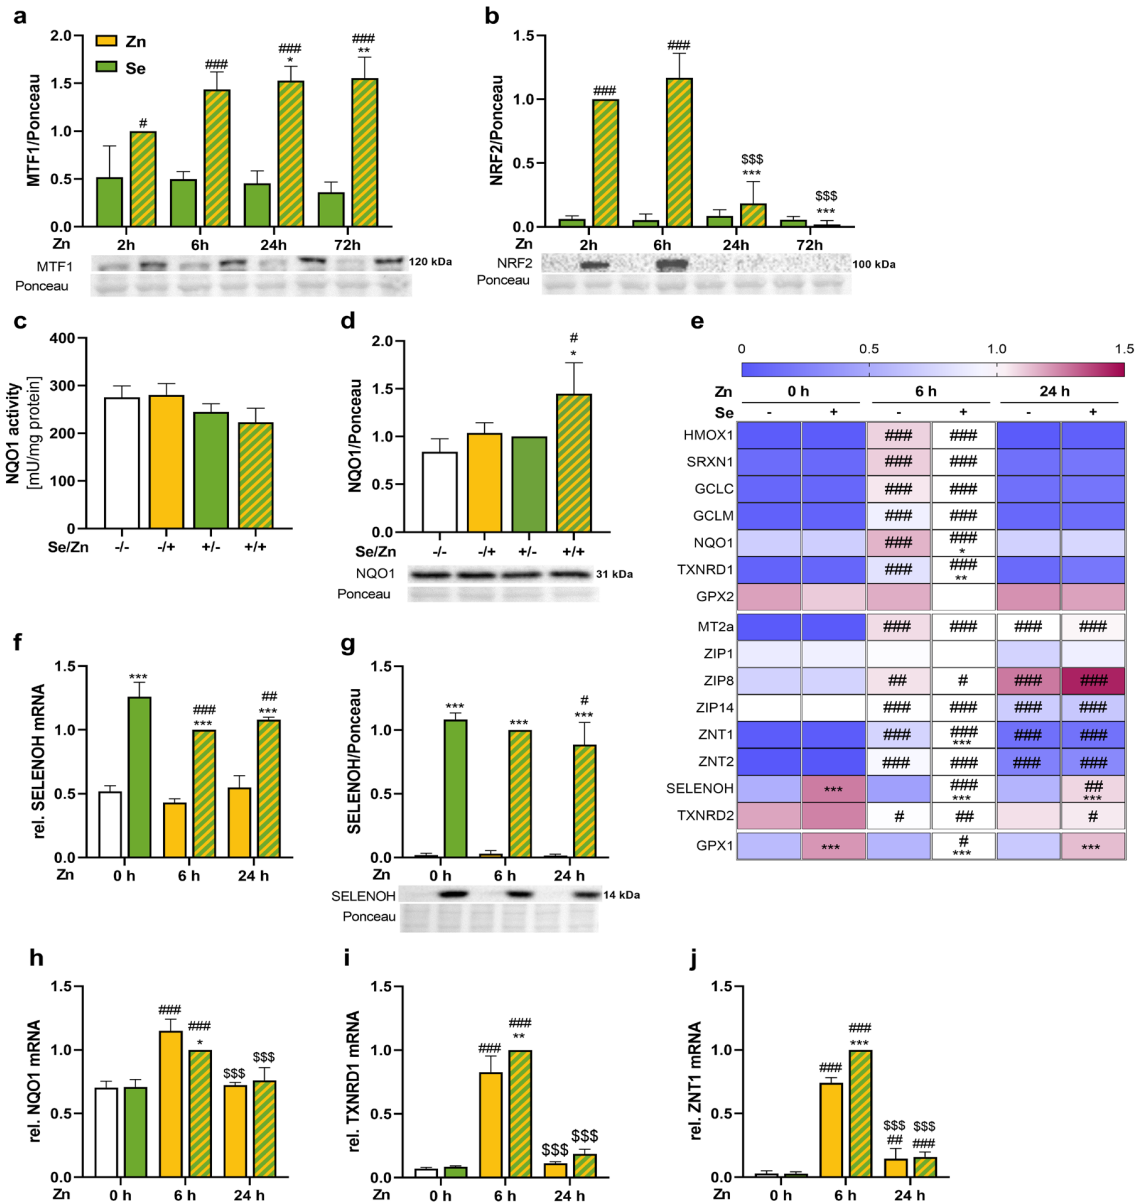 a
MTF1/Ponceau
2.0
1.5
1.0
0.5
0.0
Zn
Se
#
###
###
*
###
**
Zn
2h
6h
24h
72h
MTF1
120 kDa
Ponceau
b
NRF2/Ponceau
1.5
1.0
0.5
0.0
###
###
$$$
***
$$$
***
Zn
2h
6h
24h
72h
NRF2
100 kDa
Ponceau
c
NQO1 activity
[mU/mg protein]
400
300
200
100
0
Se/Zn
-/-
-/+
+/-
+/+
d
NQO1/Ponceau
2.0
1.5
1.0
0.5
0.0
#
*
Se/Zn
-/-
-/+
+/-
+/+
NQO1
31 kDa
Ponceau
e
0 0.5 1.0 1.5
Zn 0 h 6 h 24 h
Se - + - + - +
HMOX1 ### ###
SRXN1 ### ###
GCLC ### ###
GCLM ### ###
NQO1 ### ###
*
TXNRD1 ### ###
**
GPX2
MT2a ### ### ### ###
ZIP1
ZIP8 ## # ### ###
ZIP14 ### ### ### ###
ZNT1 ### ### ### ###
***
ZNT2 ### ### ### ###
SELENOH *** ### ##
*** ***
TXNRD2 # ## #
GPX1 *** # ***
***
f
rel. SELENOH mRNA
1.5
1.0
0.5
0.0
***
###
***
##
***
Zn
0 h
6 h
24 h
g
SELENOH/Ponceau
1.5
1.0
0.5
0.0
***
***
#
***
Zn
0 h
6 h
24 h
SELENOH
14 kDa
Ponceau
h
rel. NQO1 mRNA
1.5
1.0
0.5
0.0
###
###
*
$$$
$$$
Zn
0 h
6 h
24 h
i
rel. TXNRD1 mRNA
1.5
1.0
0.5
0.0
###
###
**
$$$
$$$
Zn
0 h
6 h
24 h
j
rel. ZNT1 mRNA
1.5
1.0
0.5
0.0
###
###
***
$$$
##
$$$
###
Zn
0 h
6 h
24 h